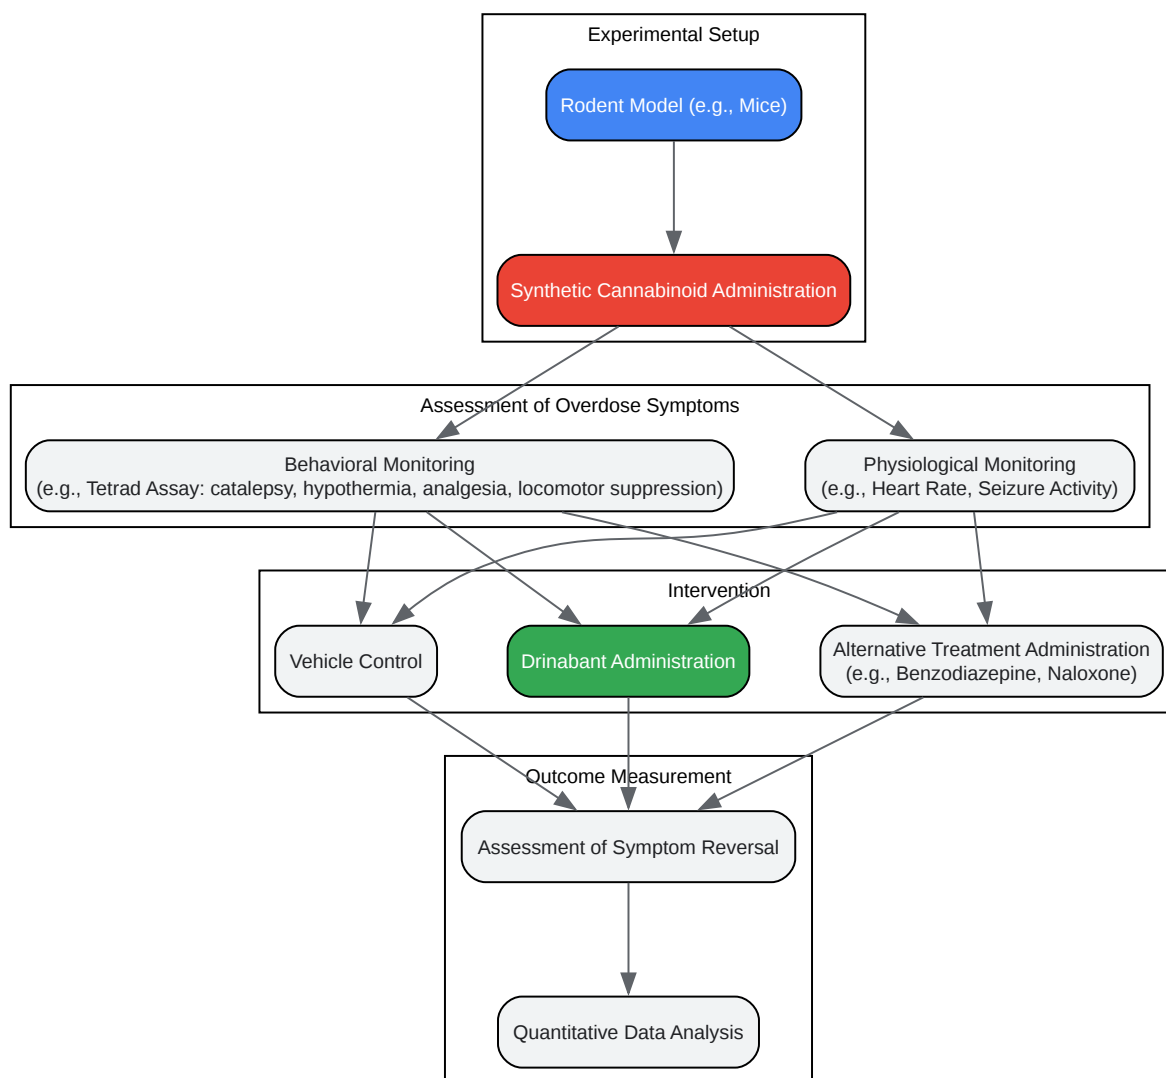 Experimental Setup
Rodent Model (e.g., Mice)
Synthetic Cannabinoid Administration
Assessment of Overdose Symptoms
Behavioral Monitoring
(e.g., Tetrad Assay: catalepsy, hypothermia, analgesia, locomotor suppression)
Physiological Monitoring
(e.g., Heart Rate, Seizure Activity)
Intervention
Vehicle Control
Drinabant Administration
Alternative Treatment Administration
(e.g., Benzodiazepine, Naloxone)
Outcome Measurement
Assessment of Symptom Reversal
Quantitative Data Analysis